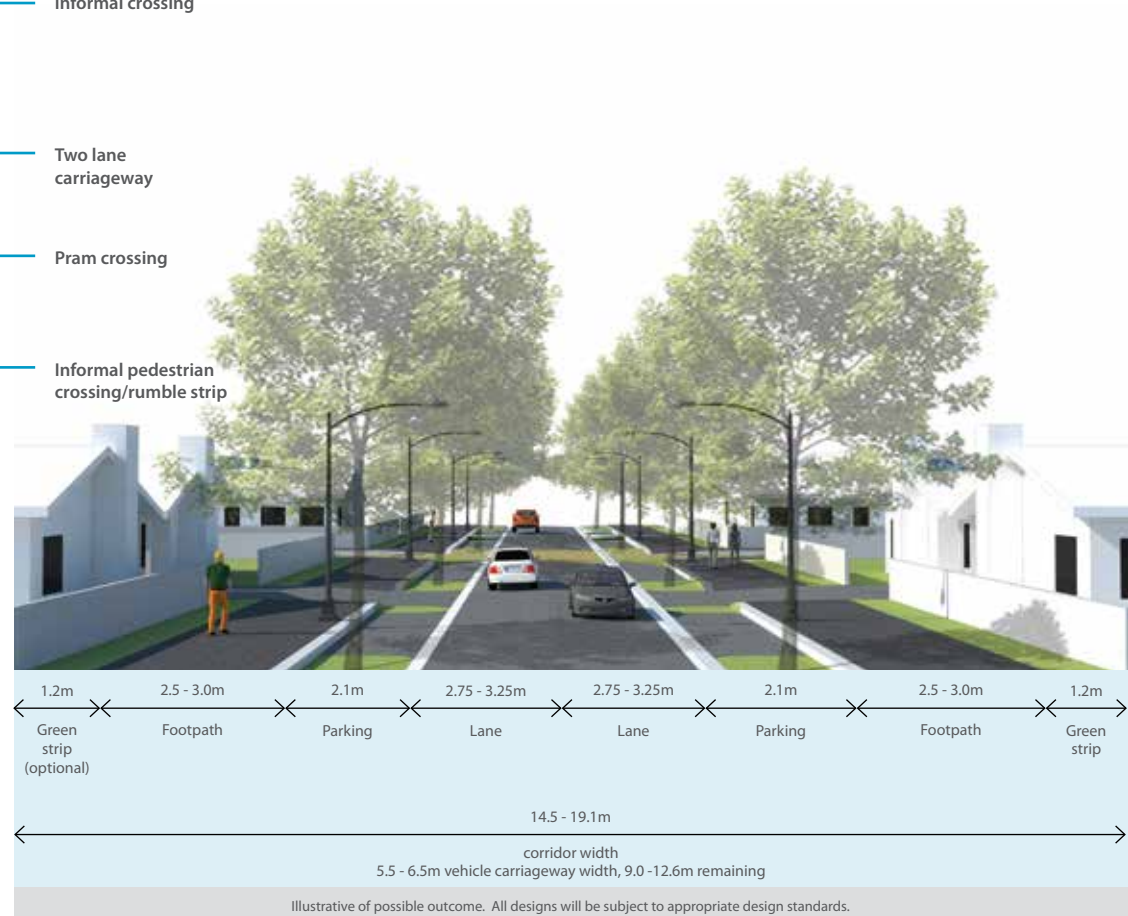 Informal crossing
Two lane
carriageway
Pram crossing
Informal pedestrian
crossing/rumble strip
1.2m
2.5 - 3.0m
2.1m
2.75 - 3.25m
2.75 - 3.25m
2.1m
2.5 - 3.0m
1.2m
Green
strip
(optional)
Footpath
Parking
Lane
Lane
Parking
Footpath
Green
strip
14.5 - 19.1m
corridor width
5.5 - 6.5m vehicle carriageway width, 9.0 -12.6m remaining
Illustrative of possible outcome. All designs will be subject to appropriate design standards.